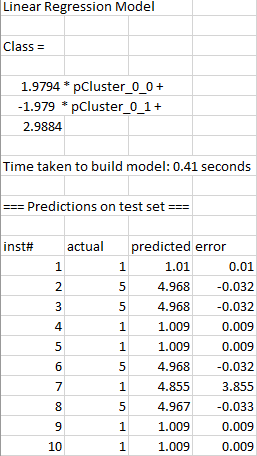 Linear Regression Model
Class =
1.9794 * pCluster_0_0 +
-1.979 * pCluster_0_1 +
2.9884
Time taken to build model: 0.41 seconds
=== Predictions on test set ===
inst# actual predicted error
1 1 1.01 0.01
2 5 4.968 -0.032
3 5 4.968 -0.032
4 1 1.009 0.009
5 1 1.009 0.009
6 5 4.968 -0.032
7 1 4.855 3.855
8 5 4.967 -0.033
9 1 1.009 0.009
10 1 1.009 0.009